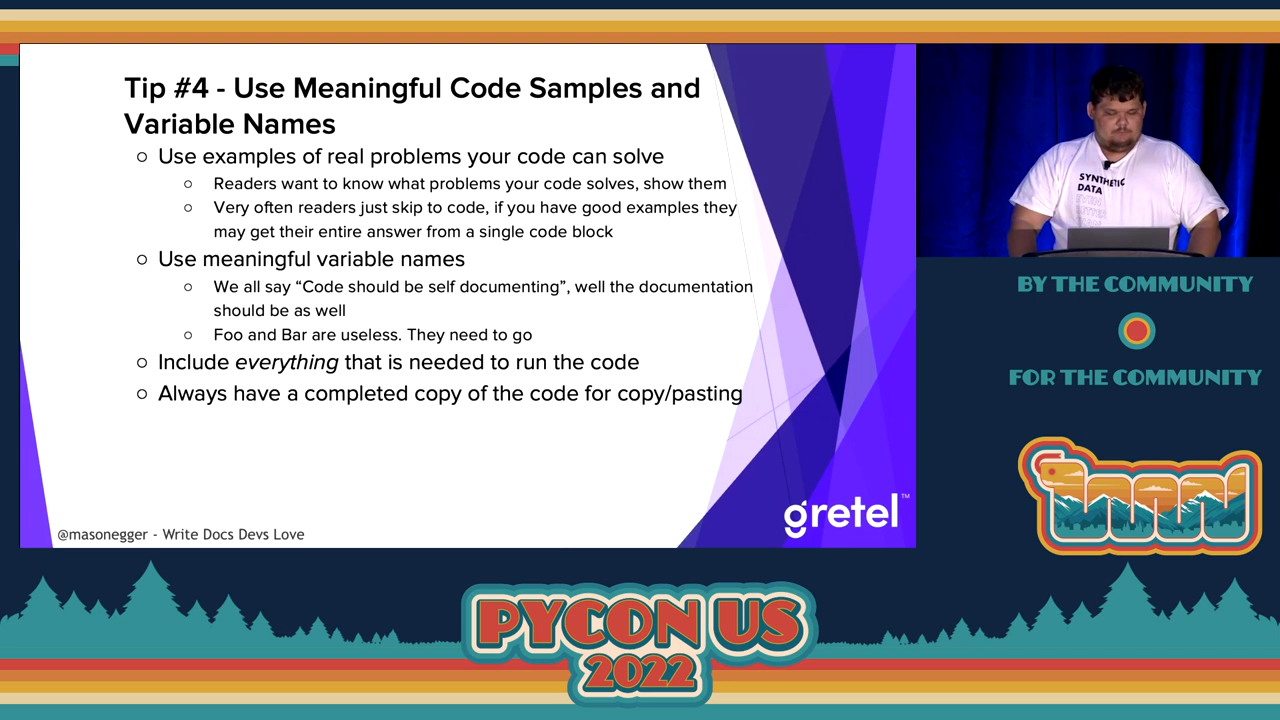 Tip #4 - Use Meaningful Code Samples and
Variable Names
○ Use examples of real problems your code can solve
○ Readers want to know what problems your code solves, show them
○ Very often readers just skip to code, if you have good examples they
may get their entire answer from a single code block
○ Use meaningful variable names
○ We all say “Code should be self documenting”, well the documentation
should be as well
○ Foo and Bar are useless. They need to go
○ Include everything that is needed to run the code
○ Always have a completed copy of the code for copy/pasting
@masonegger - Write Docs Devs Love
gretel™
SYNTHETIC
DATA
BY THE COMMUNITY
FOR THE COMMUNITY
PYCON US
2022